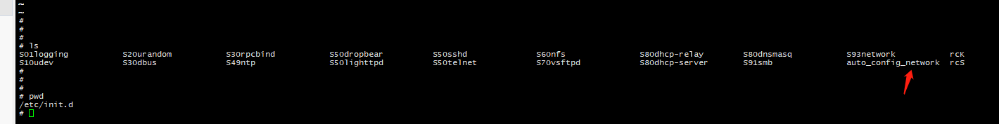 ~
~
#
#
#
# ls
S01logging S20urandom S30rpcbind S50dropbear S50sshd S60nfs S80dhcp-relay S80dnsmasq S93network rcK
S10udev S30dbus S49ntp S50lighttpd S50telnet S70vsftpd S80dhcp-server S91smb auto_config_network rcS
#
#
# pwd
/etc/init.d
#